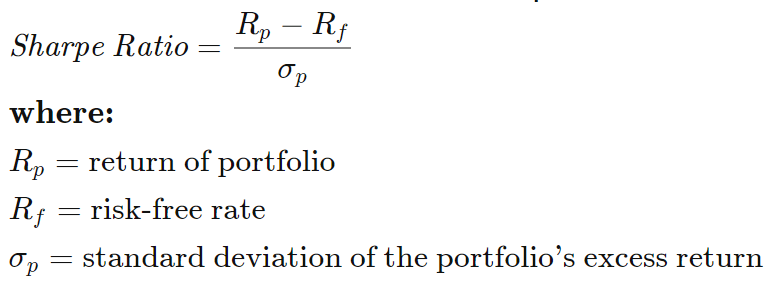 Sharpe Ratio = \frac{R_p − R_f}{σ_p}
where:
R_p = return of portfolio
R_f = risk-free rate
σ_p = standard deviation of the portfolio’s excess return